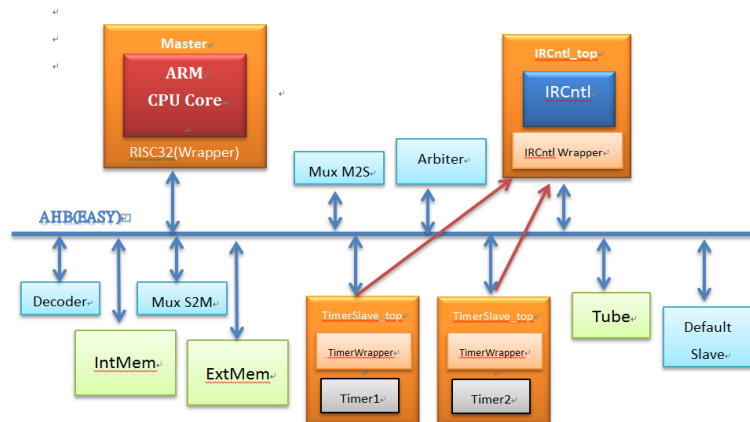 Master
ARM
CPU Core
RISC32(Wrapper)
IRCntl_top
IRCntl
IRCntl Wrapper
Mux M2S
Arbiter
AHB(EASY)
Decoder
Mux S2M
IntMem
ExtMem
TimerSlave_top
TimerWrapper
Timer1
TimerSlave_top
TimerWrapper
Timer2
Tube
Default
Slave